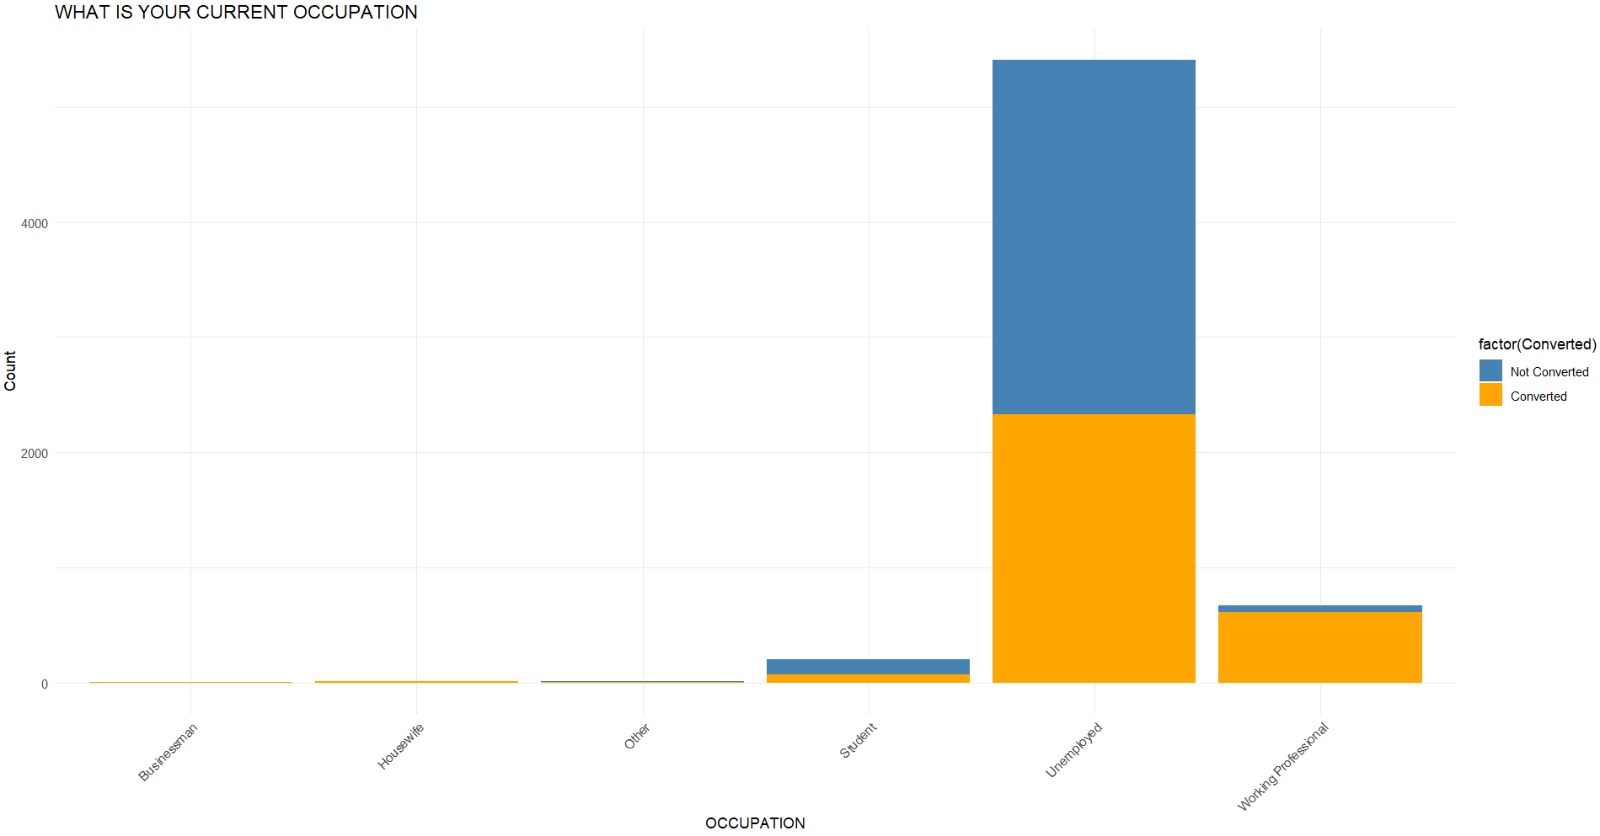 WHAT IS YOUR CURRENT OCCUPATION
Count
4000
2000
0
Businessman
Housewife
Other
Student
Unemployed
Working Professional
OCCUPATION
factor(Converted)
Not Converted
Converted